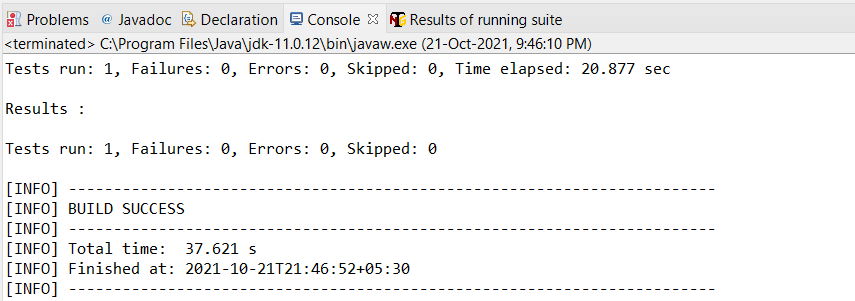 Problems @ Javadoc Declaration Console Results of running suite
<terminated> C:\Program Files\Java\jdk-11.0.12\bin\javaw.exe (21-Oct-2021, 9:46:10 PM)
Tests run: 1, Failures: 0, Errors: 0, Skipped: 0, Time elapsed: 20.877 sec
Results :
Tests run: 1, Failures: 0, Errors: 0, Skipped: 0
[INFO] ------------------------------------------------------------------------
[INFO] BUILD SUCCESS
[INFO] ------------------------------------------------------------------------
[INFO] Total time:  37.621 s
[INFO] Finished at: 2021-10-21T21:46:52+05:30
[INFO] ------------------------------------------------------------------------